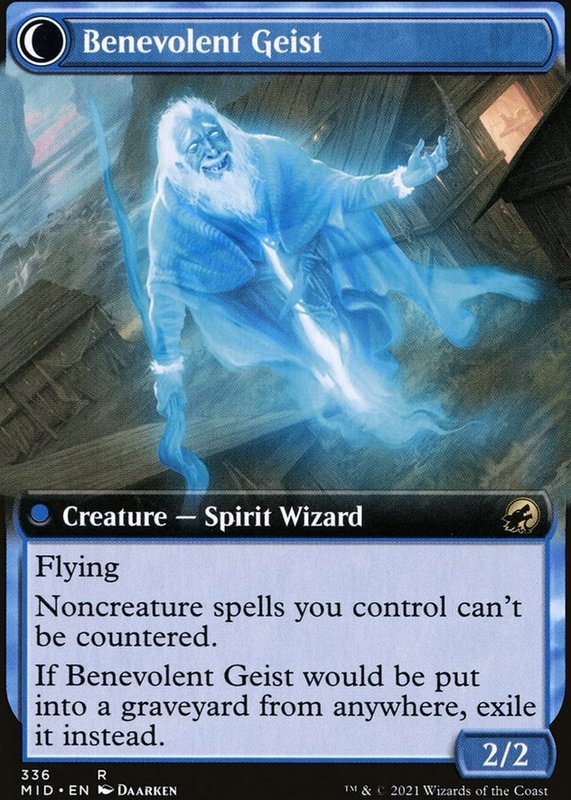 Benevolent Geist
Creature — Spirit Wizard
Flying
Noncreature spells you control can't
be countered.
If Benevolent Geist would be put
into a graveyard from anywhere, exile
it instead.
2/2
336 R
MID • EN Daarken
™ & © 2021 Wizards of the Coast